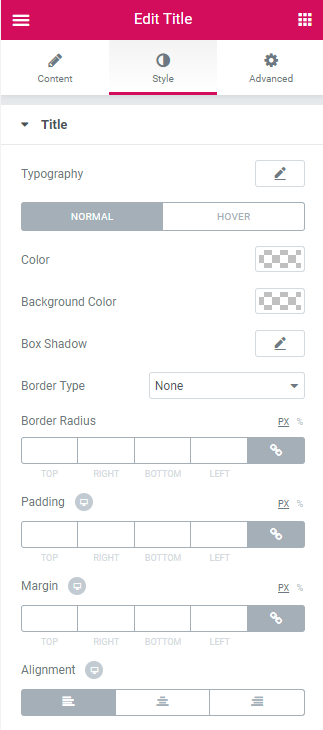 Edit Title
Content Style Advanced
Title
Typography
NORMAL HOVER
Color
Background Color
Box Shadow
Border Type None
Border Radius PX %
TOP RIGHT BOTTOM LEFT
Padding PX %
TOP RIGHT BOTTOM LEFT
Margin PX %
TOP RIGHT BOTTOM LEFT
Alignment